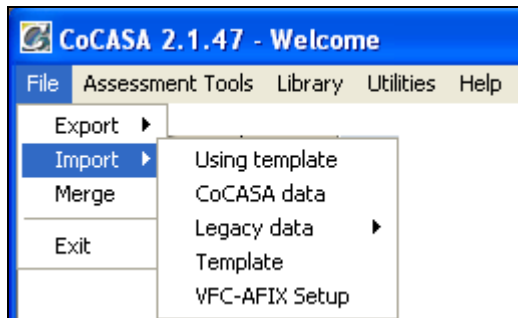 CoCASA 2.1.47 - Welcome
File Assessment Tools Library Utilities Help
Export
Import
Merge
Exit
Using template
CoCASA data
Legacy data
Template
VFC-AFIX Setup